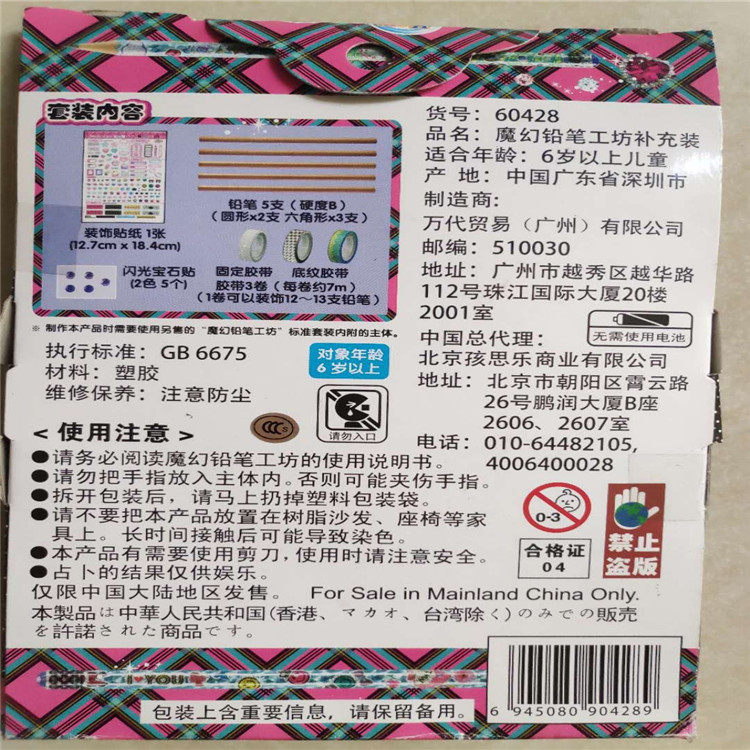 套装内容
铅笔 5支（硬度B）
（圆形x2支 六角形x3支）
装饰贴纸 1张
(12.7cm x 18.4cm)
闪光宝石贴
(2色 5个)
固定胶带 底纹胶带
胶带3卷（每卷约7m）
(1卷可以装饰12～13支铅笔)
※ 制作本产品时需要使用另售的“魔幻铅笔工坊”标准套装内附的主体。
执行标准：GB 6675
材料：塑胶
维修保养：注意防尘
对象年龄
6 岁以上
请勿入口
货号：60428
品名：魔幻铅笔工坊补充装
适合年龄：6岁以上儿童
产 地：中国广东省深圳市
制造商：
万代贸易（广州）有限公司
邮编：510030
地址：广州市越秀区越华路
112号珠江国际大厦20楼
2001室
中国总代理：
无需使用电池
北京孩思乐商业有限公司
地址：北京市朝阳区霄云路
26号鹏润大厦B座
2606、2607室
电话：010-64482105,
4006400028
< 使用注意 >
●请务必阅读魔幻铅笔工坊的使用说明书。
●请勿把手指放入主体内。否则可能夹伤手指。
●拆开包装后，请马上扔掉塑料包装袋。
●请不要把本产品放置在树脂沙发、座椅等家
具上。长时间接触后可能导致染色。
●本产品有需要使用剪刀，使用时请注意安全。
●占卜的结果仅供娱乐。
仅限中国大陆地区发售。 For Sale in Mainland China Only.
本製品は中華人民共和国(香港、マカオ、台湾除く)のみでの販売
を許諾された商品です。
0-3
合格证
04
禁止
盗版
包装上含重要信息，请保留备用。
6 945080 904289